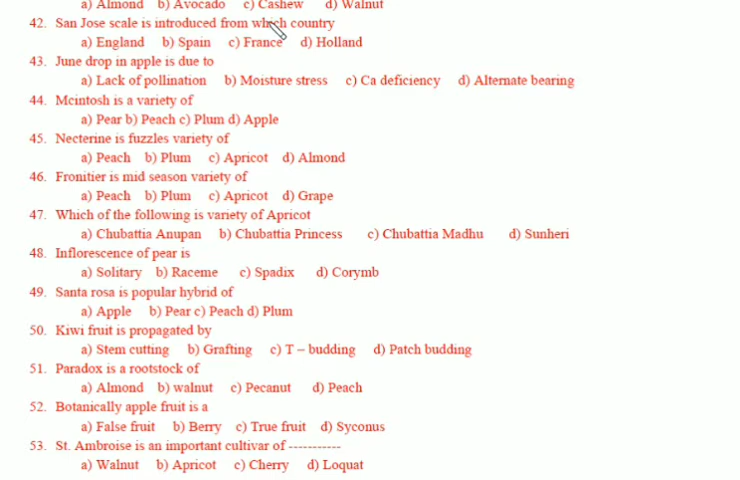 a) Almond b) Avocado c) Cashew d) Walnut
42. San Jose scale is introduced from which country
a) England b) Spain c) France d) Holland
43. June drop in apple is due to
a) Lack of pollination b) Moisture stress c) Ca deficiency d) Alternate bearing
44. Mcintosh is a variety of
a) Pear b) Peach c) Plum d) Apple
45. Necterine is fuzzles variety of
a) Peach b) Plum c) Apricot d) Almond
46. Fronitier is mid season variety of
a) Peach b) Plum c) Apricot d) Grape
47. Which of the following is variety of Apricot
a) Chubattia Anupan b) Chubattia Princess c) Chubattia Madhu d) Sunheri
48. Inflorescence of pear is
a) Solitary b) Raceme c) Spadix d) Corymb
49. Santa rosa is popular hybrid of
a) Apple b) Pear c) Peach d) Plum
50. Kiwi fruit is propagated by
a) Stem cutting b) Grafting c) T – budding d) Patch budding
51. Paradox is a rootstock of
a) Almond b) walnut c) Pecanut d) Peach
52. Botanically apple fruit is a
a) False fruit b) Berry c) True fruit d) Syconus
53. St. Ambroise is an important cultivar of -----------
a) Walnut b) Apricot c) Cherry d) Loquat